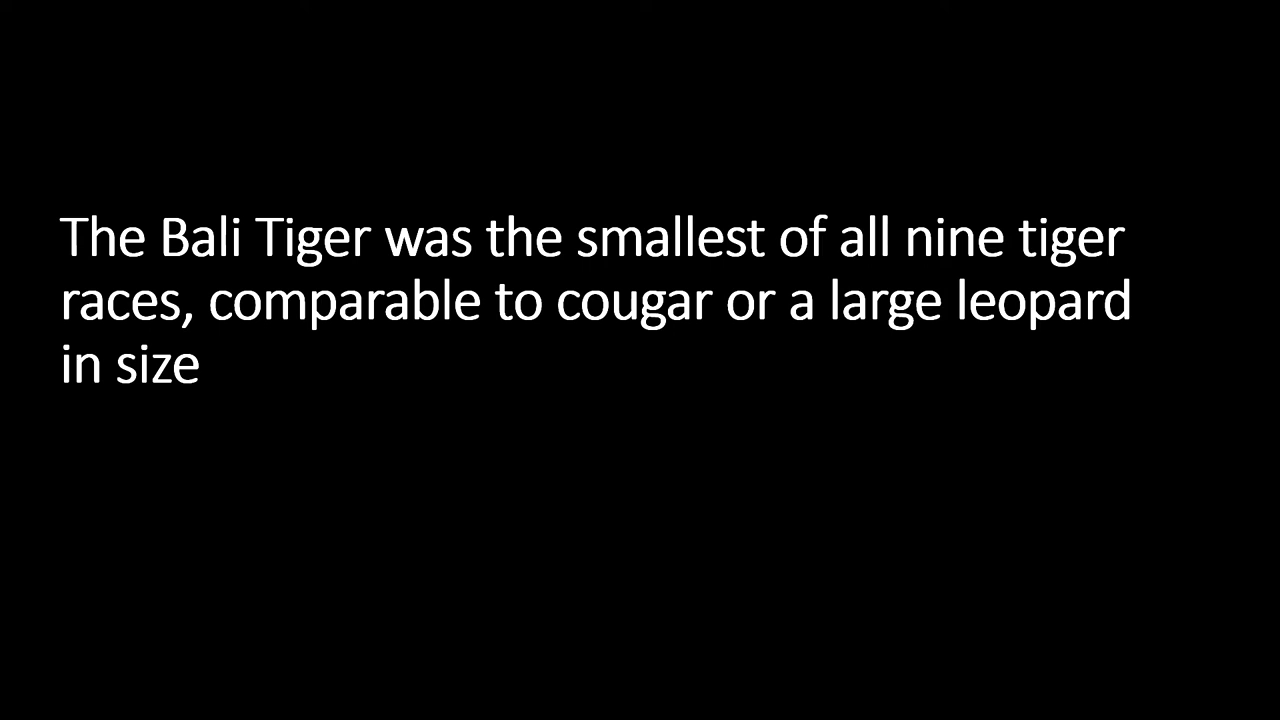 The Bali Tiger was the smallest of all nine tiger
races, comparable to cougar or a large leopard
in size